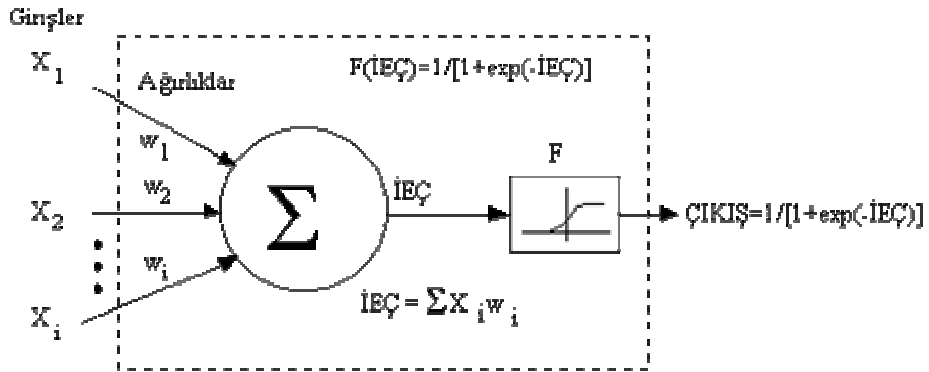 Girişler
X1
Ağırlıklar
F(İEÇ)=1/[1+exp(-İEÇ)]
w1
F
w2
Σ
İEÇ
X2
ÇIKIŞ=1/[1+exp(-İEÇ)]
wi
İEÇ = ΣX i w i
Xi